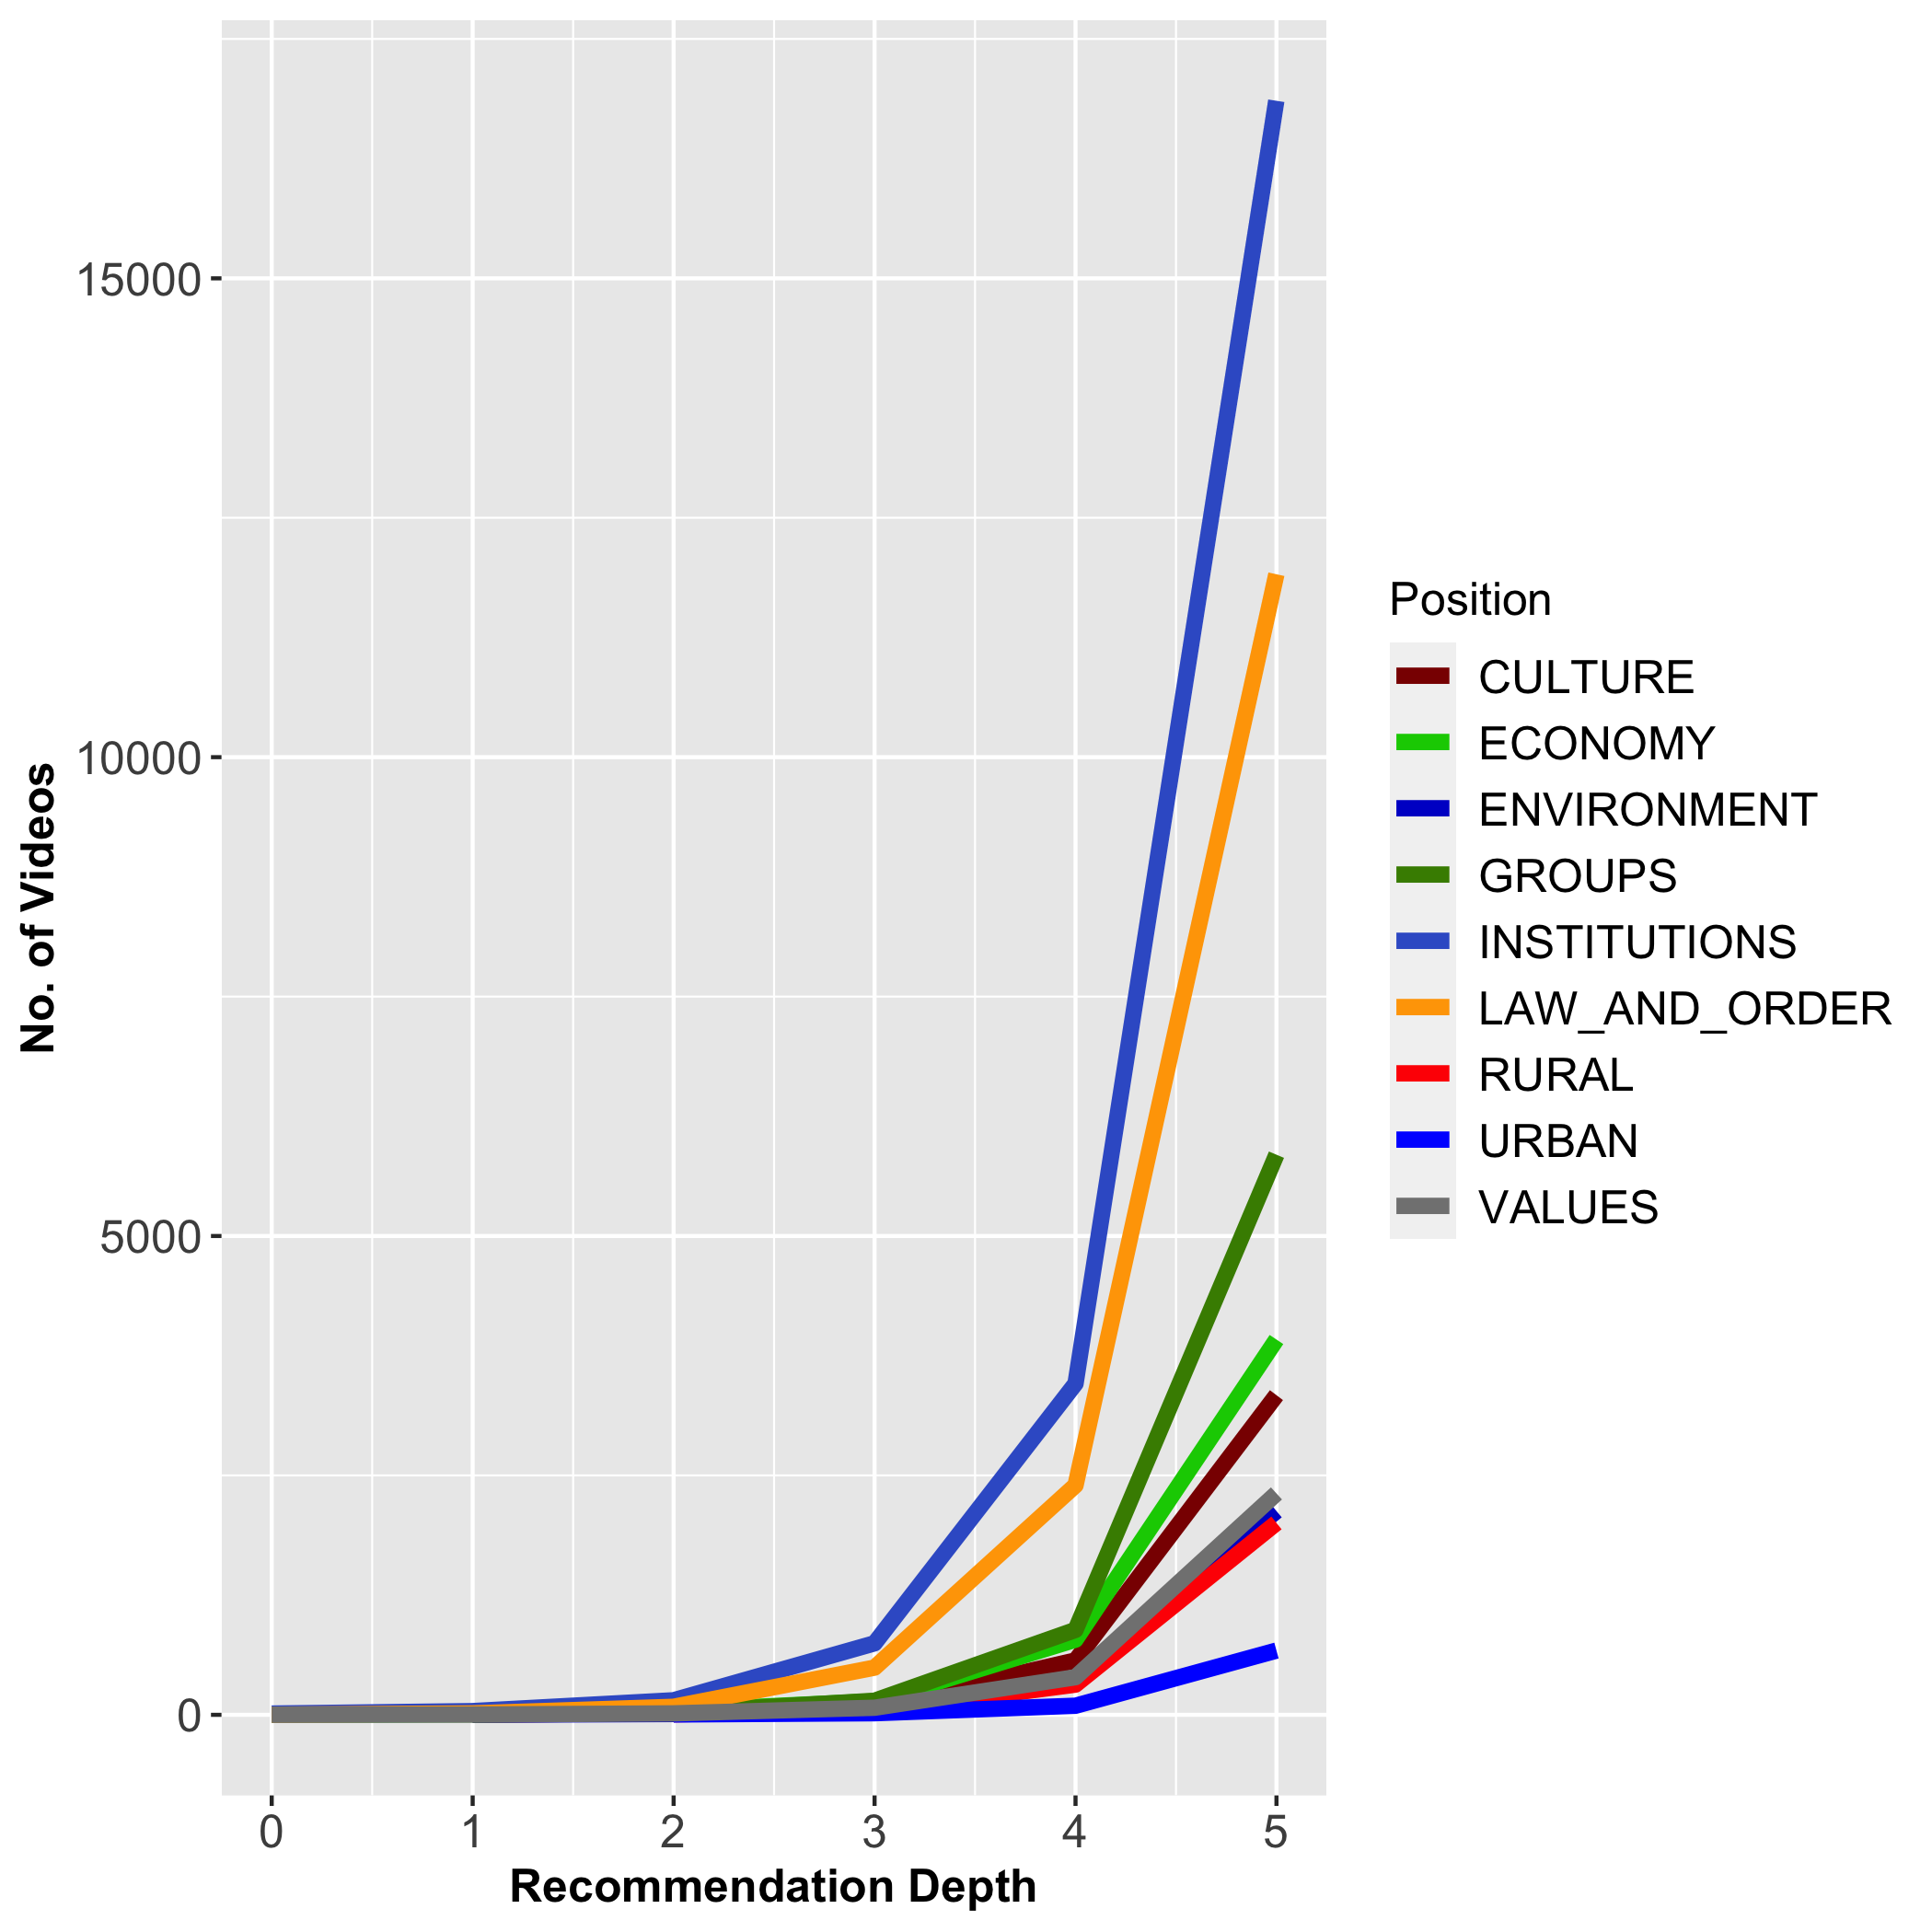 No. of Videos
15000
10000
5000
0
0 1 2 3 4 5
Recommendation Depth
Position
CULTURE
ECONOMY
ENVIRONMENT
GROUPS
INSTITUTIONS
LAW_AND_ORDER
RURAL
URBAN
VALUES